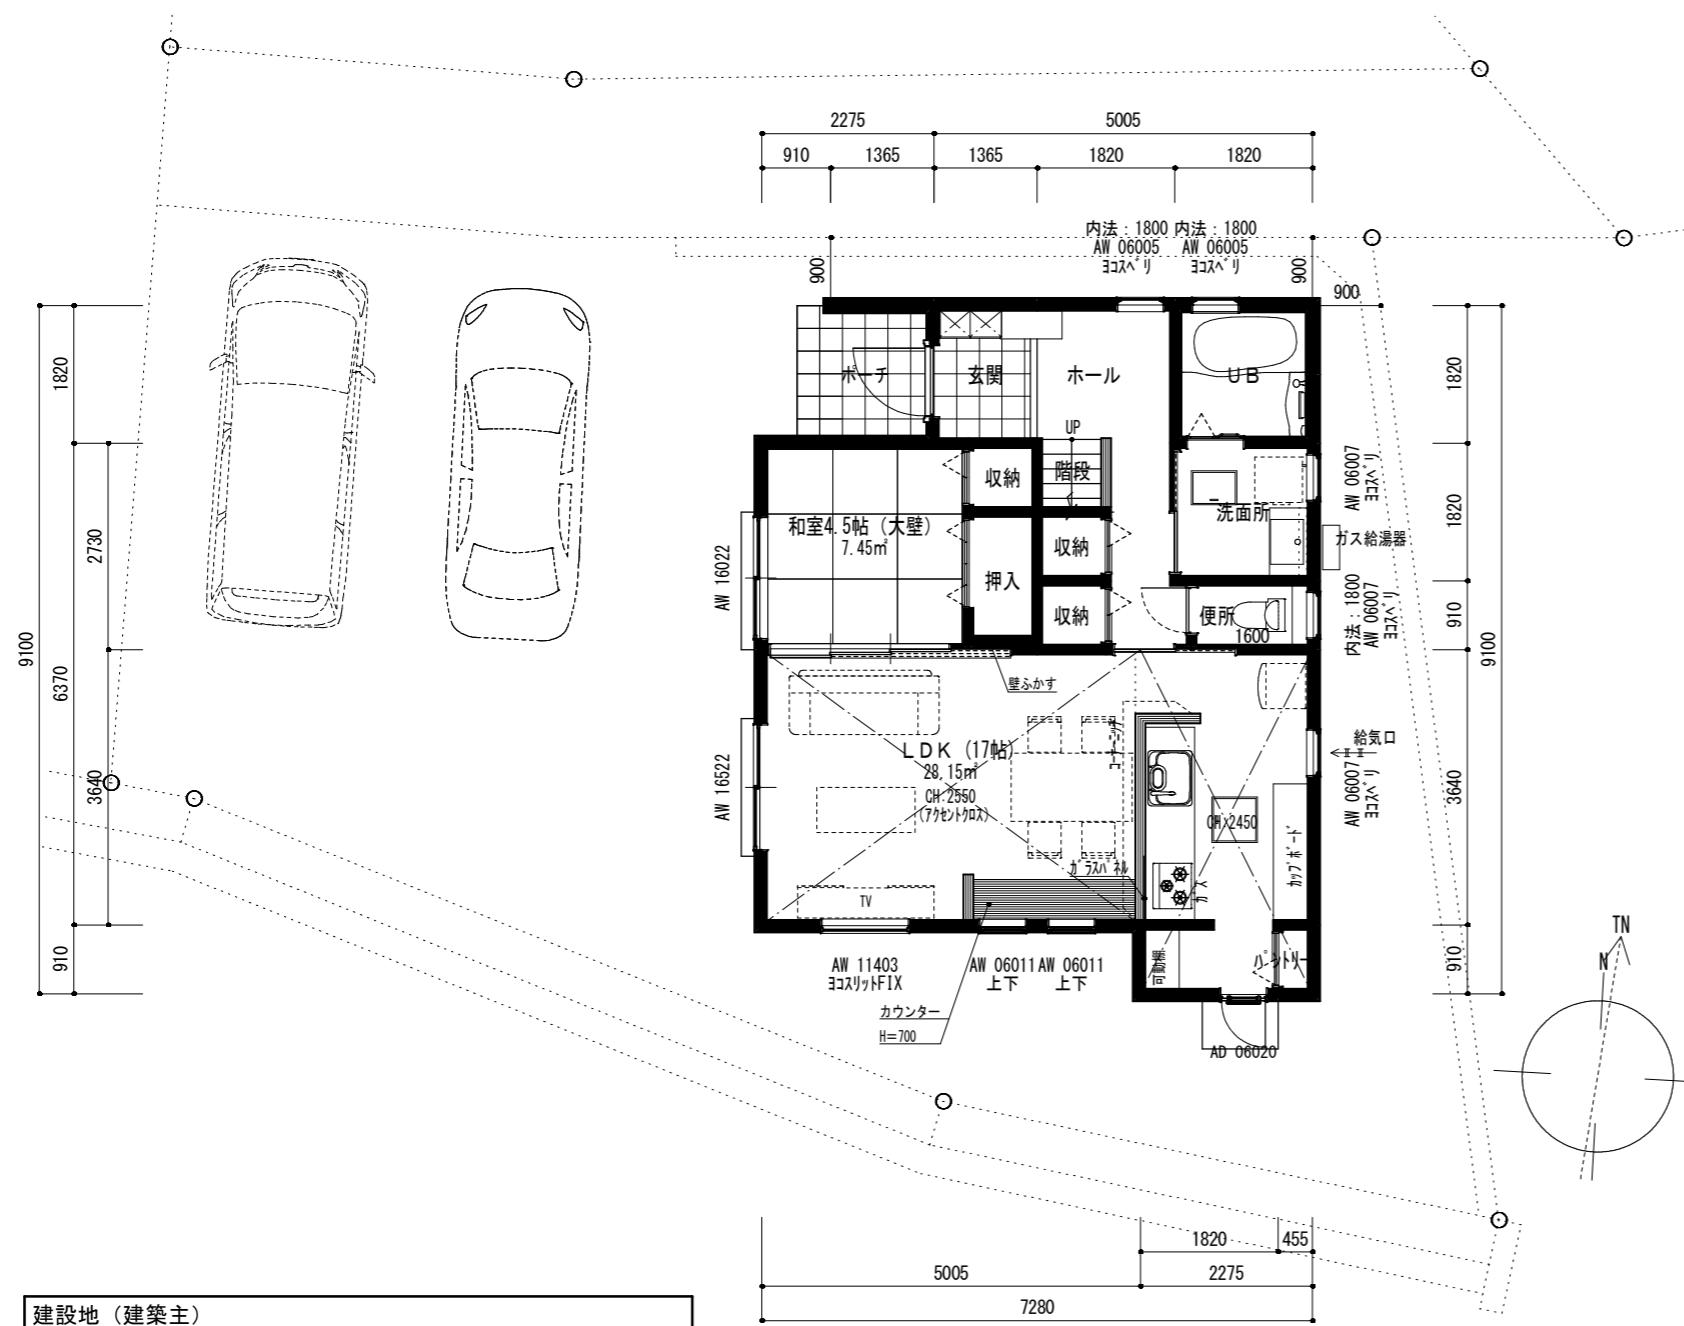 2275
5005
910
1365
1365
1820
1820
内法：1800
内法：1800
AW 06005
AW 06005
ヨコスベリ
ヨコスベリ
900
900
900
9100
1820
2730
6370
3640
910
ポーチ
玄関
ホール
UB
UP
階段
収納
和室4.5帖（大壁）
7.45㎡
押入
収納
収納
洗面所
便所
1600
AW 16022
AW 16522
AW 06007
ヨコスベリ
ガス給湯器
内法：1800
AW 06007
ヨコスベリ
給気口
AW 06007
ヨコスベリ
1820
1820
910
3640
910
9100
壁ふかす
LDK（17帖）
28.15㎡
CH:2550
（アクセントクロス）
CH:2450
カップボード
ガラスパネル
TV
可動棚
パントリー
AW 11403
ヨコスリットFIX
AW 06011
上下
AW 06011
上下
カウンター
H=700
AD 06020
TN
N
1820
455
5005
2275
7280
建設地（建築主）